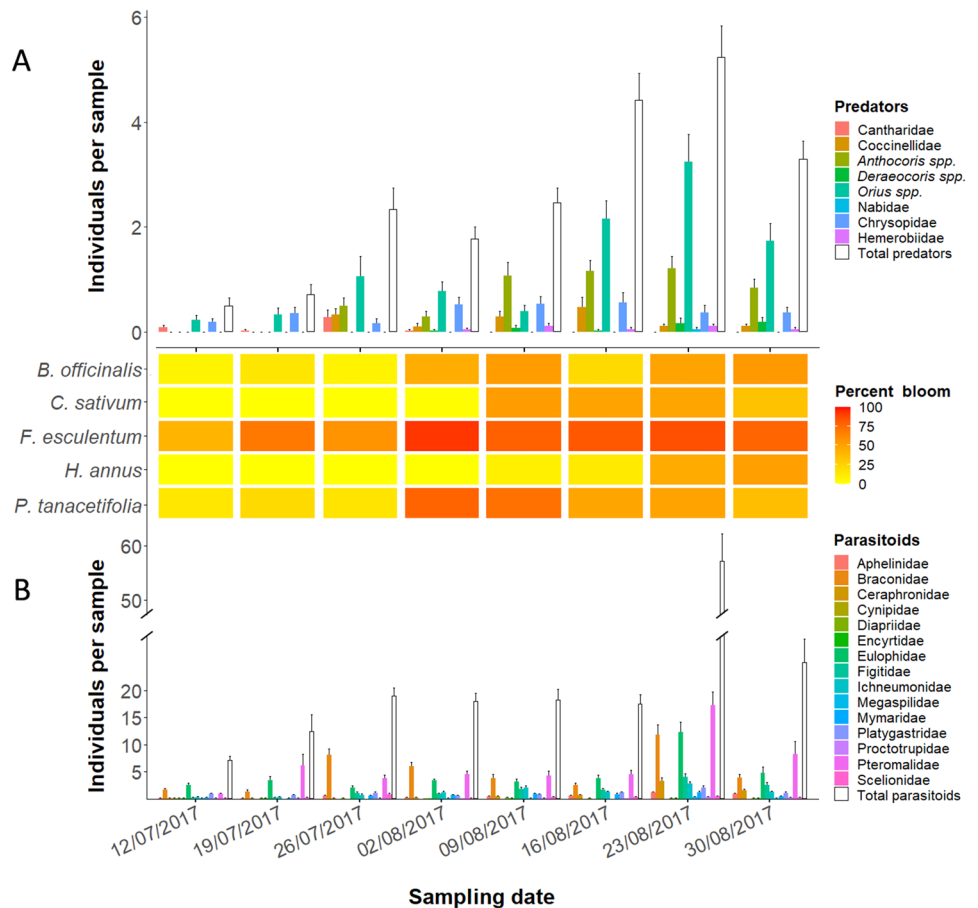 A
Individuals per sample
6
4
2
0
Predators
Cantharidae
Coccinellidae
Anthocoris spp.
Deraeocoris spp.
Orius spp.
Nabidae
Chrysopidae
Hemerobiidae
Total predators
B. officinalis
C. sativum
F. esculentum
H. annus
P. tanacetifolia
Percent bloom
100
75
50
25
0
B
Individuals per sample
60
50
20
15
10
5
Parasitoids
Aphelinidae
Braconidae
Ceraphronidae
Cynipidae
Diapriidae
Encyrtidae
Eulophidae
Figitidae
Ichneumonidae
Megaspilidae
Mymaridae
Platygastridae
Proctotrupidae
Pteromalidae
Scelionidae
Total parasitoids
12/07/2017
19/07/2017
26/07/2017
02/08/2017
09/08/2017
16/08/2017
23/08/2017
30/08/2017
Sampling date